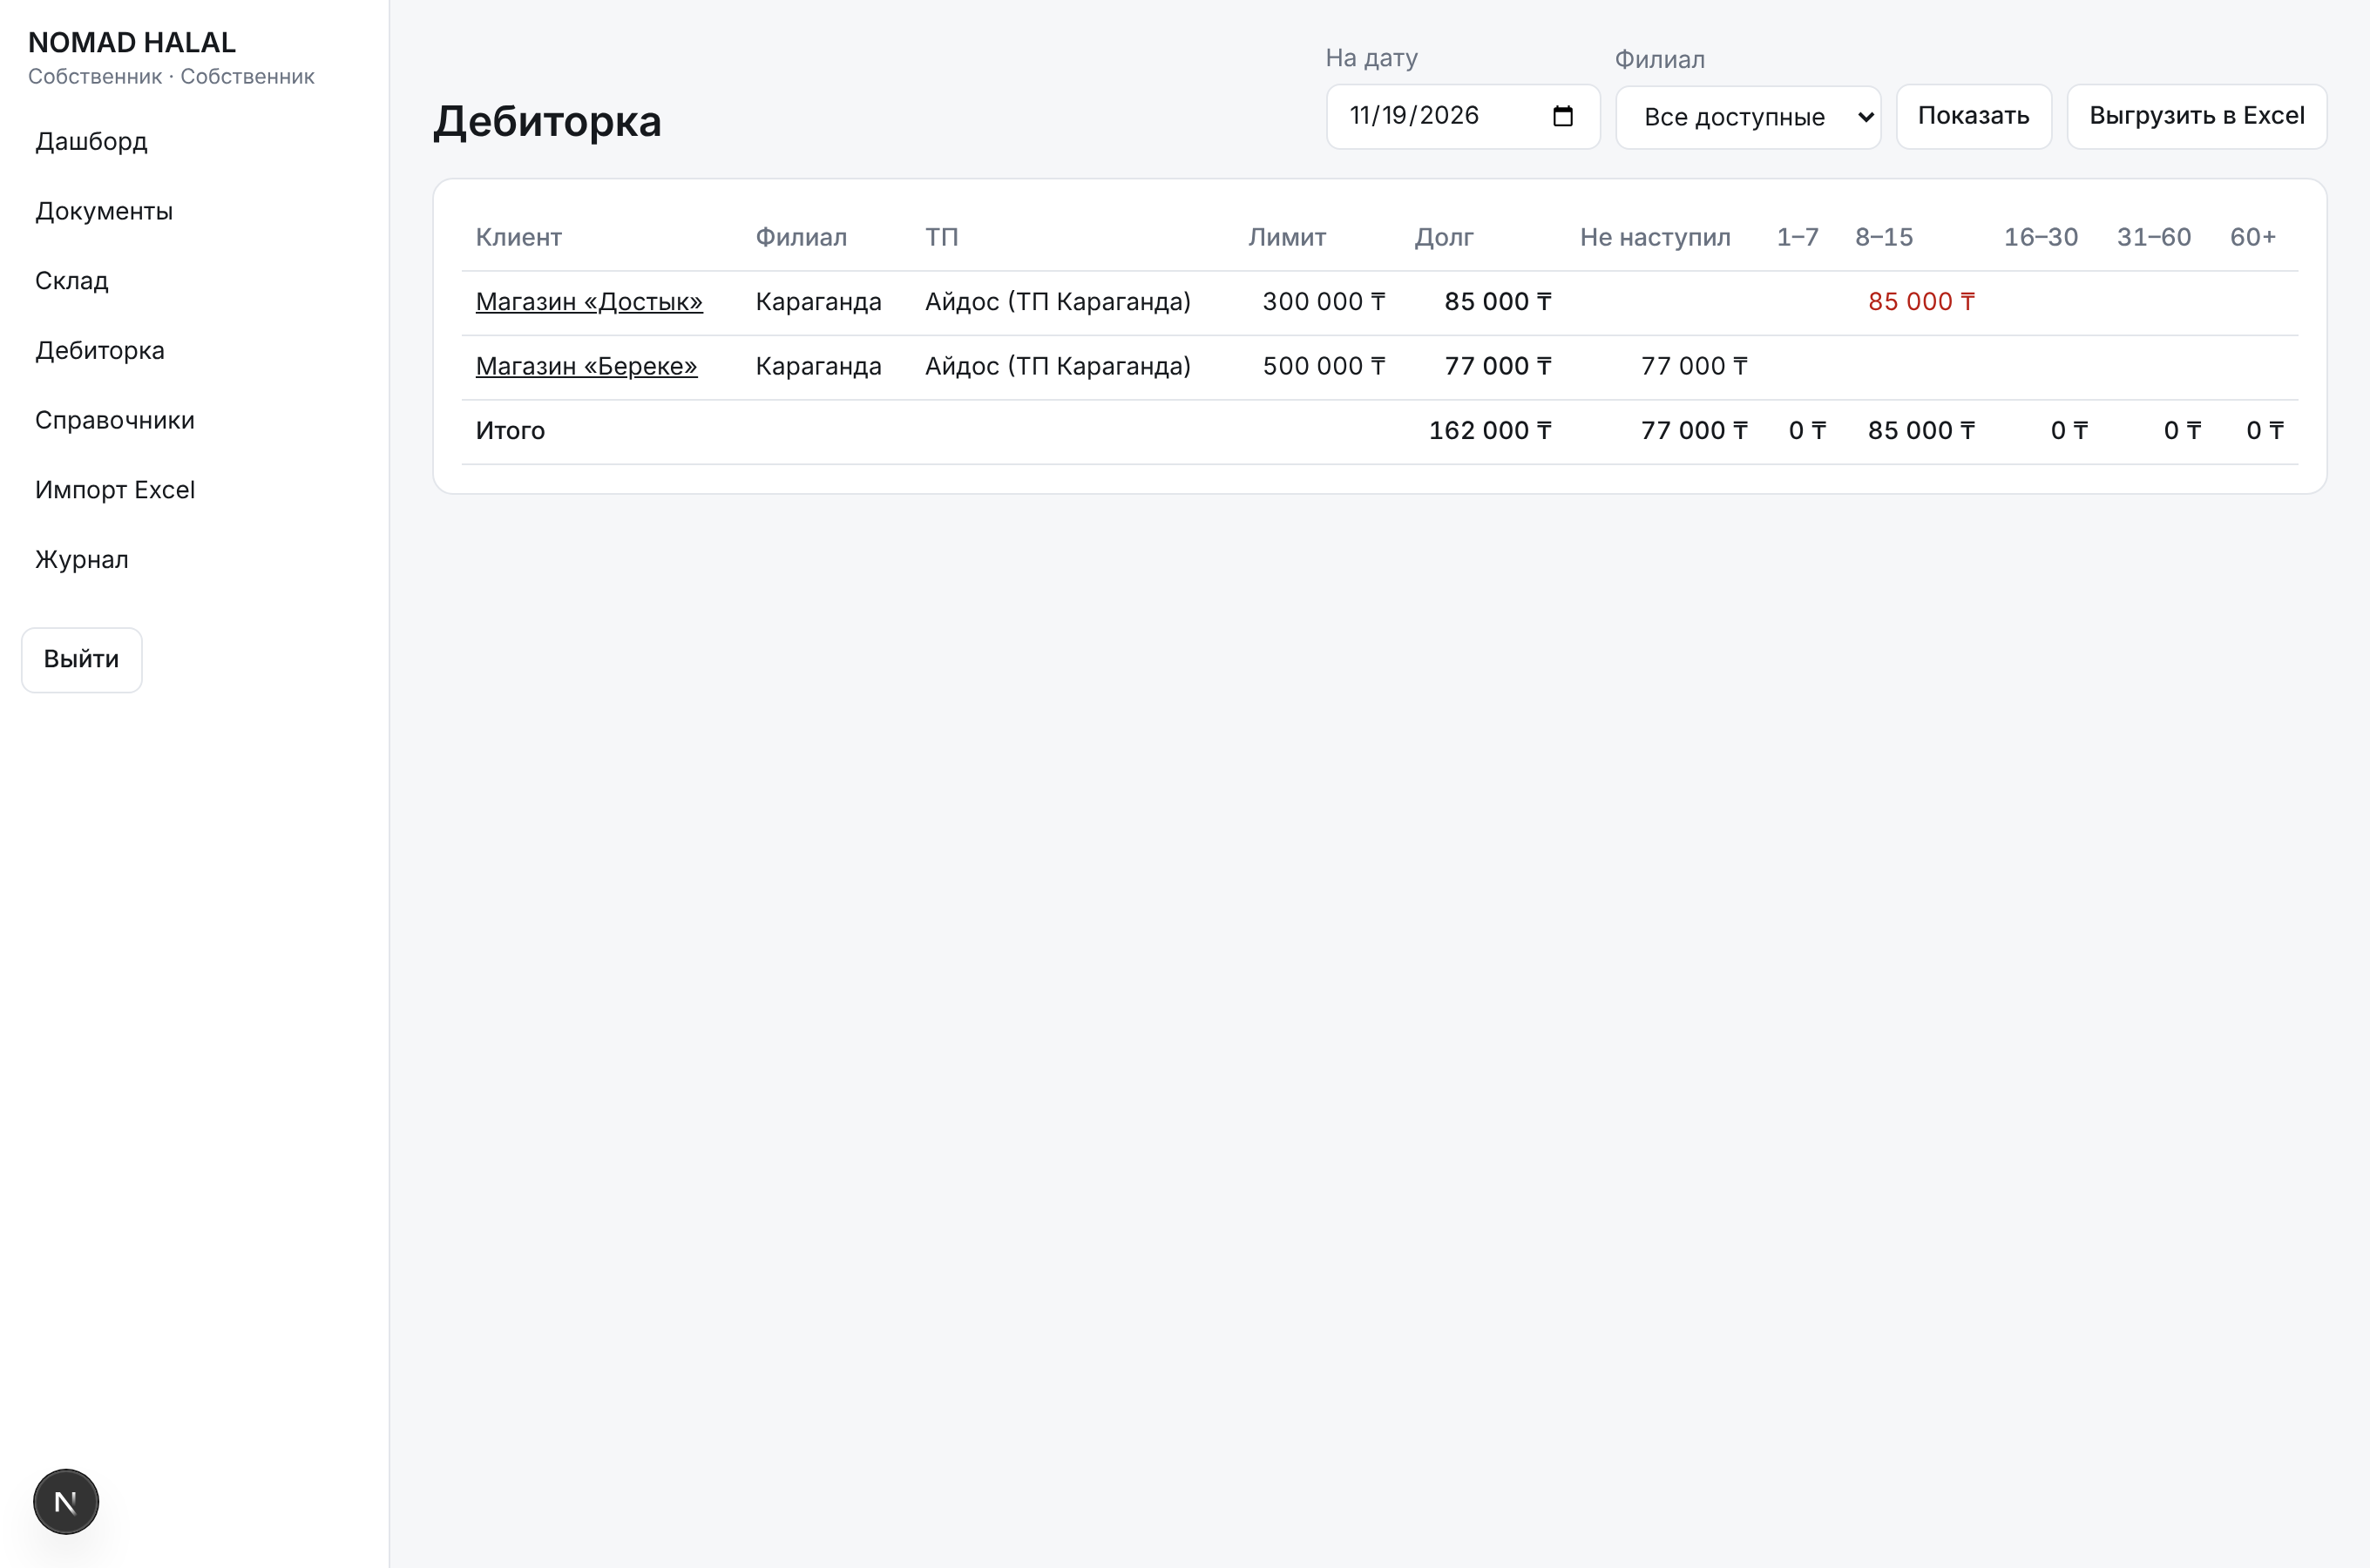 NOMAD HALAL
Собственник · Собственник
Дашборд
Документы
Склад
Дебиторка
Справочники
Импорт Excel
Журнал
Выйти
N
Дебиторка
На дату
11/19/2026
Филиал
Все доступные
Показать
Выгрузить в Excel
Клиент Филиал ТП Лимит Долг Не наступил 1–7 8–15 16–30 31–60 60+
Магазин «Достык» Караганда Айдос (ТП Караганда) 300 000 ₸ 85 000 ₸ 85 000 ₸
Магазин «Береке» Караганда Айдос (ТП Караганда) 500 000 ₸ 77 000 ₸ 77 000 ₸
Итого 162 000 ₸ 77 000 ₸ 0 ₸ 85 000 ₸ 0 ₸ 0 ₸ 0 ₸